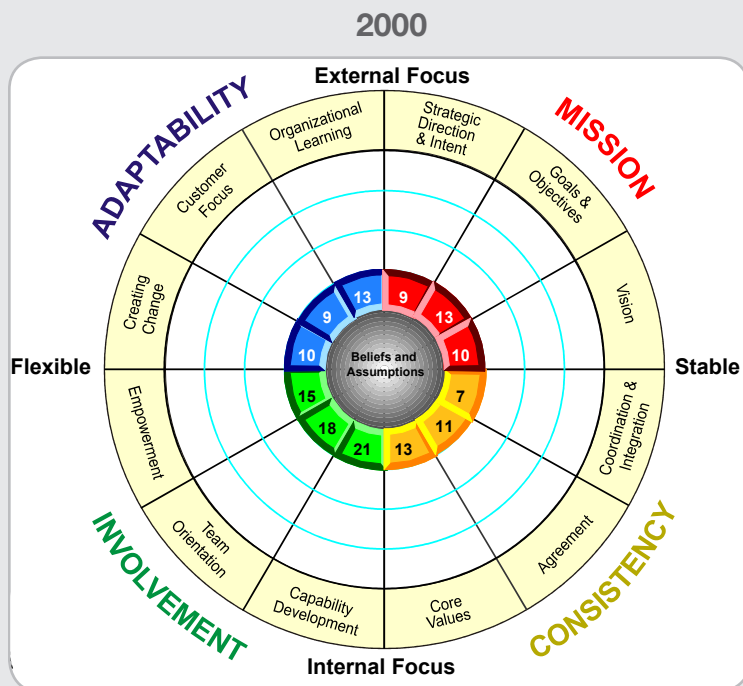 2000
External Focus
ADAPTABILITY
MISSION
Organizational
Learning
Strategic
Direction
& Intent
Customer
Focus
Goals &
Objectives
Creating
Change
Vision
13
9
9
13
10
10
Beliefs and
Assumptions
Flexible
Stable
15
7
18
11
21
13
Empowerment
Coordination &
Integration
Team
Orientation
Agreement
Capability
Development
Core
Values
INVOLVEMENT
CONSISTENCY
Internal Focus